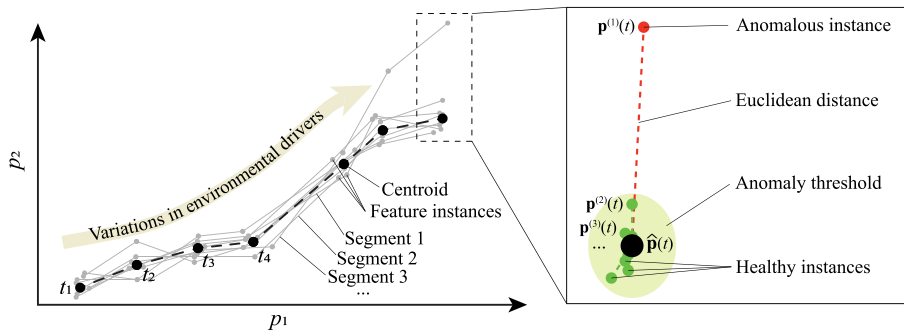 p₂
Variations in environmental drivers
t₁
t₂
t₃
t₄
Centroid
Feature instances
Segment 1
Segment 2
Segment 3
...
p₁
p⁽¹⁾(t)
Anomalous instance
Euclidean distance
Anomaly threshold
p⁽²⁾(t)
p⁽³⁾(t)
...
p̂(t)
Healthy instances